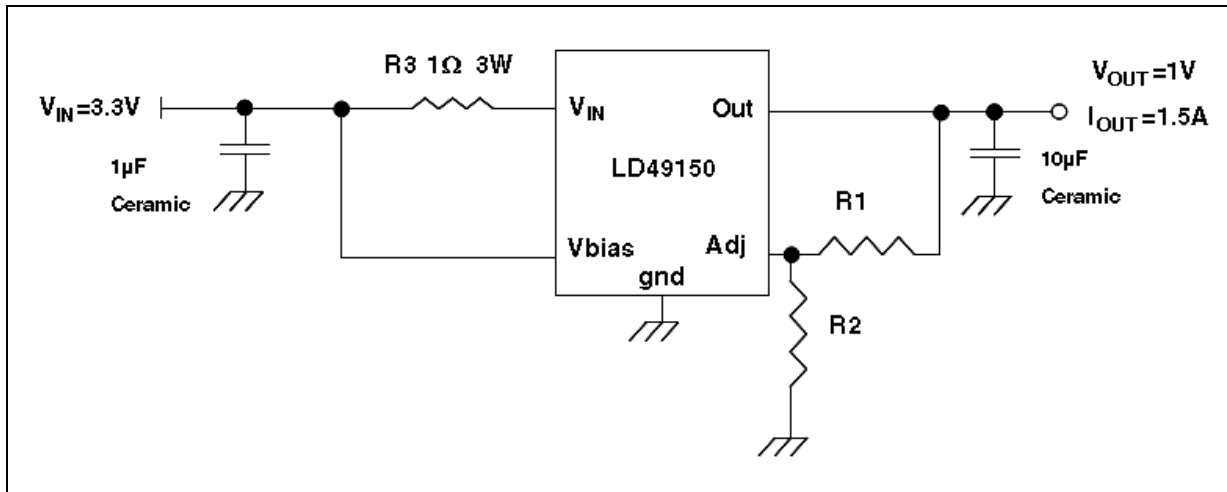 R3 1Ω 3W
V_IN=3.3V
1µF
Ceramic
V_IN
Out
LD49150
Vbias
Adj
gnd
R1
R2
V_OUT=1V
I_OUT=1.5A
10µF
Ceramic